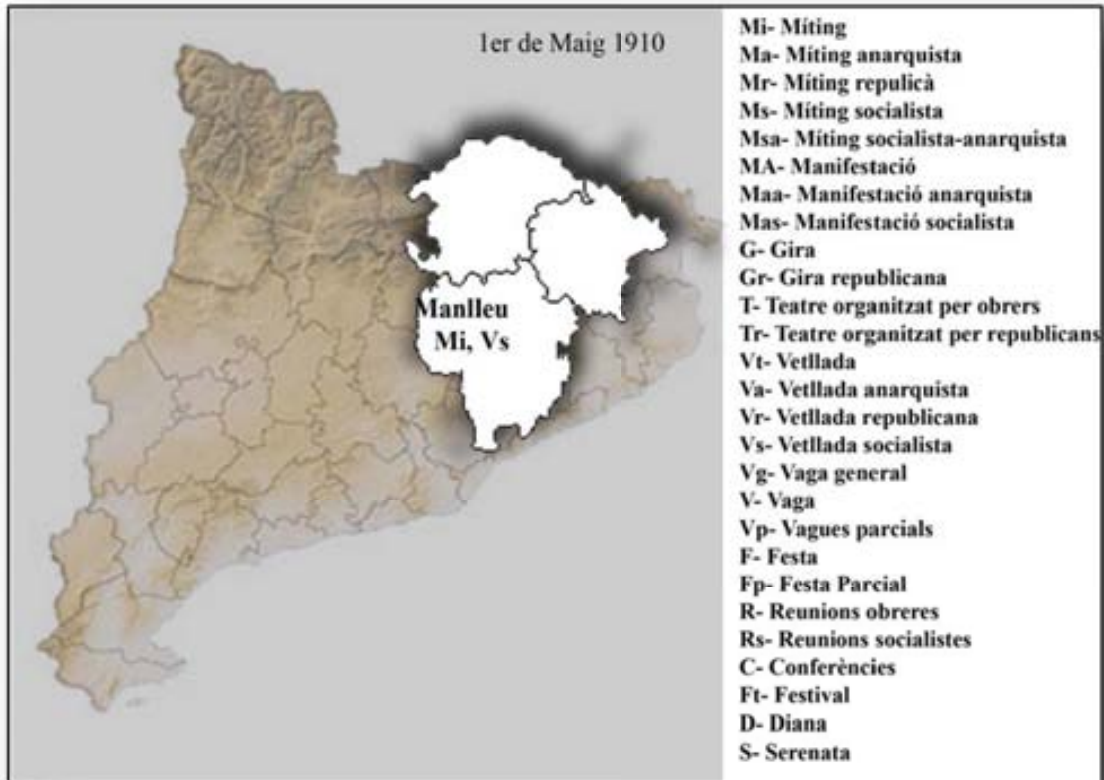 1er de Maig 1910
Manlleu
Mi, Vs
Mi- Míting
Ma- Míting anarquista
Mr- Míting repulicà
Ms- Míting socialista
Msa- Míting socialista-anarquista
MA- Manifestació
Maa- Manifestació anarquista
Mas- Manifestació socialista
G- Gira
Gr- Gira republicana
T- Teatre organitzat per obrers
Tr- Teatre organitzat per republicans
Vt- Vetllada
Va- Vetllada anarquista
Vr- Vetllada republicana
Vs- Vetllada socialista
Vg- Vaga general
V- Vaga
Vp- Vagues parcials
F- Festa
Fp- Festa Parcial
R- Reunions obreres
Rs- Reunions socialistes
C- Conferències
Ft- Festival
D- Diana
S- Serenata